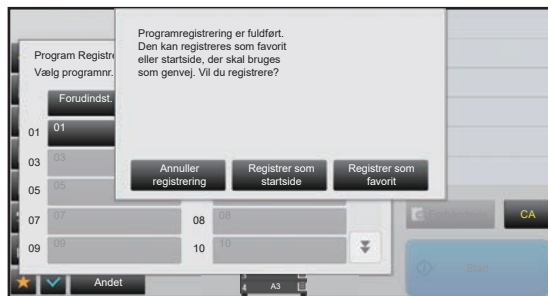 Programregistrering er fuldført.
Den kan registreres som favorit
eller startside, der skal bruges
som genvej. Vil du registrere?
Annuller
registrering
Registrer som
startside
Registrer som
favorit
Program Registre
Vælg programnr.
Forudindst.
01 01
03 03
05 05
07 07 08 08
09 09 10 10
CA
Start
Andet
4 A3